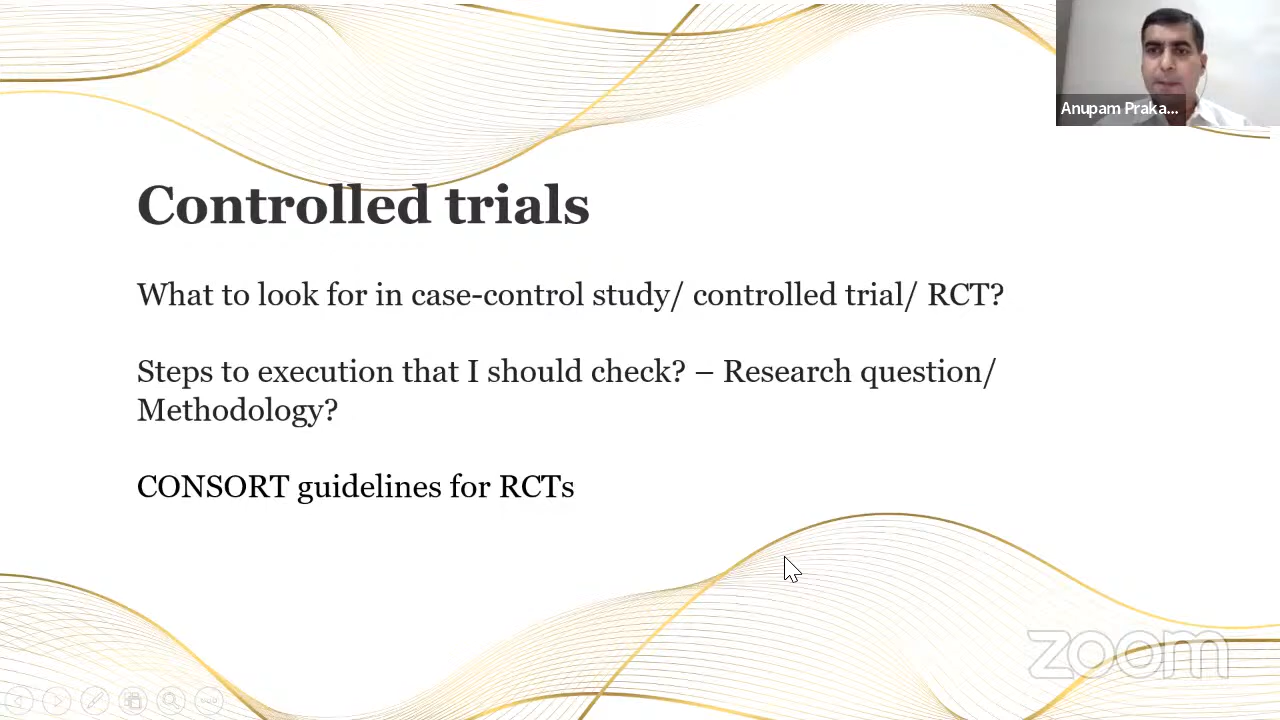 Anupam Praka...
Controlled trials
What to look for in case-control study/ controlled trial/ RCT?
Steps to execution that I should check? – Research question/
Methodology?
CONSORT guidelines for RCTs
zoom